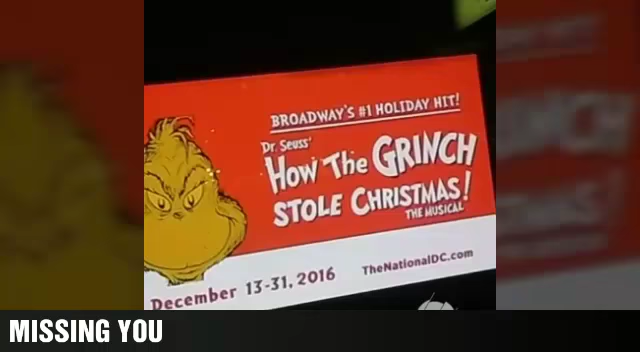 BROADWAY'S #1 HOLIDAY HIT!
Dr. Seuss'
How The GRINCH
STOLE CHRISTMAS!
THE MUSICAL
December 13-31, 2016
TheNationalDC.com
MISSING YOU